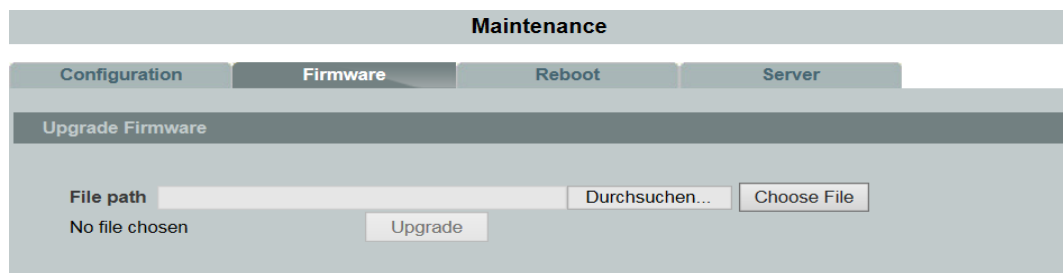 Maintenance
Configuration Firmware Reboot Server
Upgrade Firmware
File path Durchsuchen... Choose File
No file chosen Upgrade